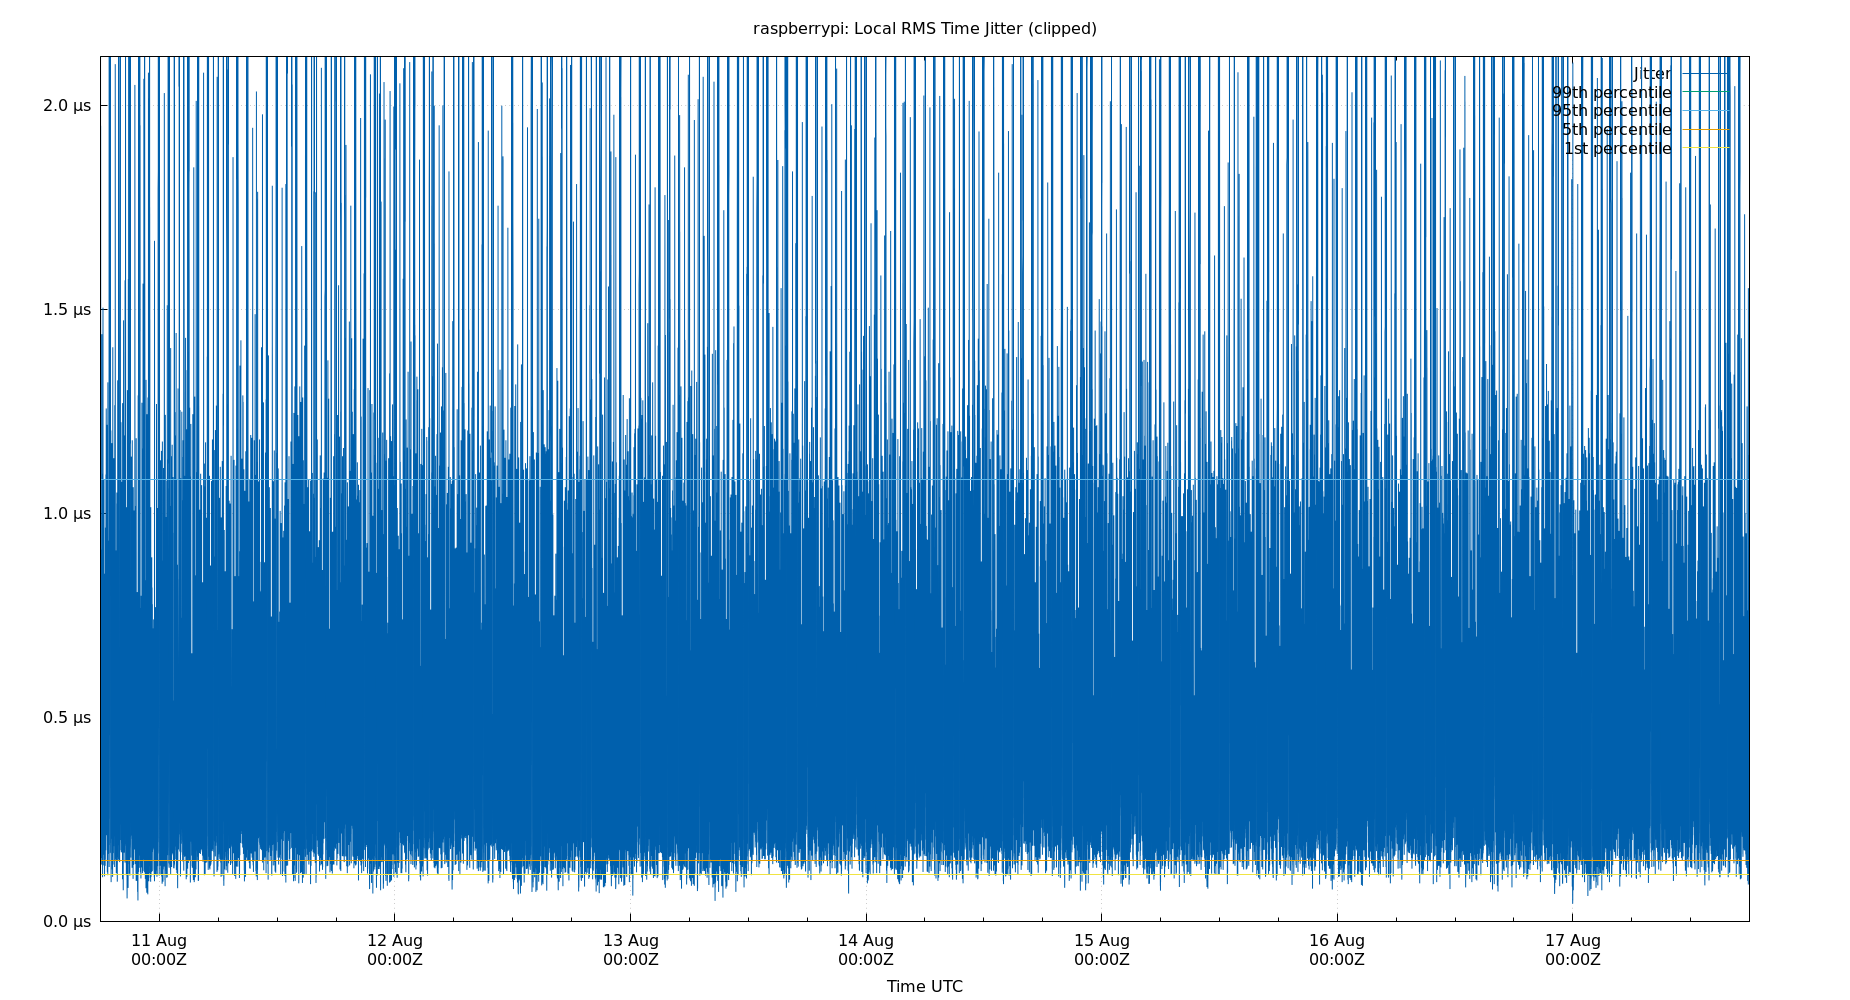 raspberrypi: Local RMS Time Jitter (clipped)
Jitter
99th percentile
95th percentile
5th percentile
1st percentile
2.0 µs
1.5 µs
1.0 µs
0.5 µs
0.0 µs
11 Aug 12 Aug 13 Aug 14 Aug 15 Aug 16 Aug 17 Aug
00:00Z 00:00Z 00:00Z 00:00Z 00:00Z 00:00Z 00:00Z
Time UTC